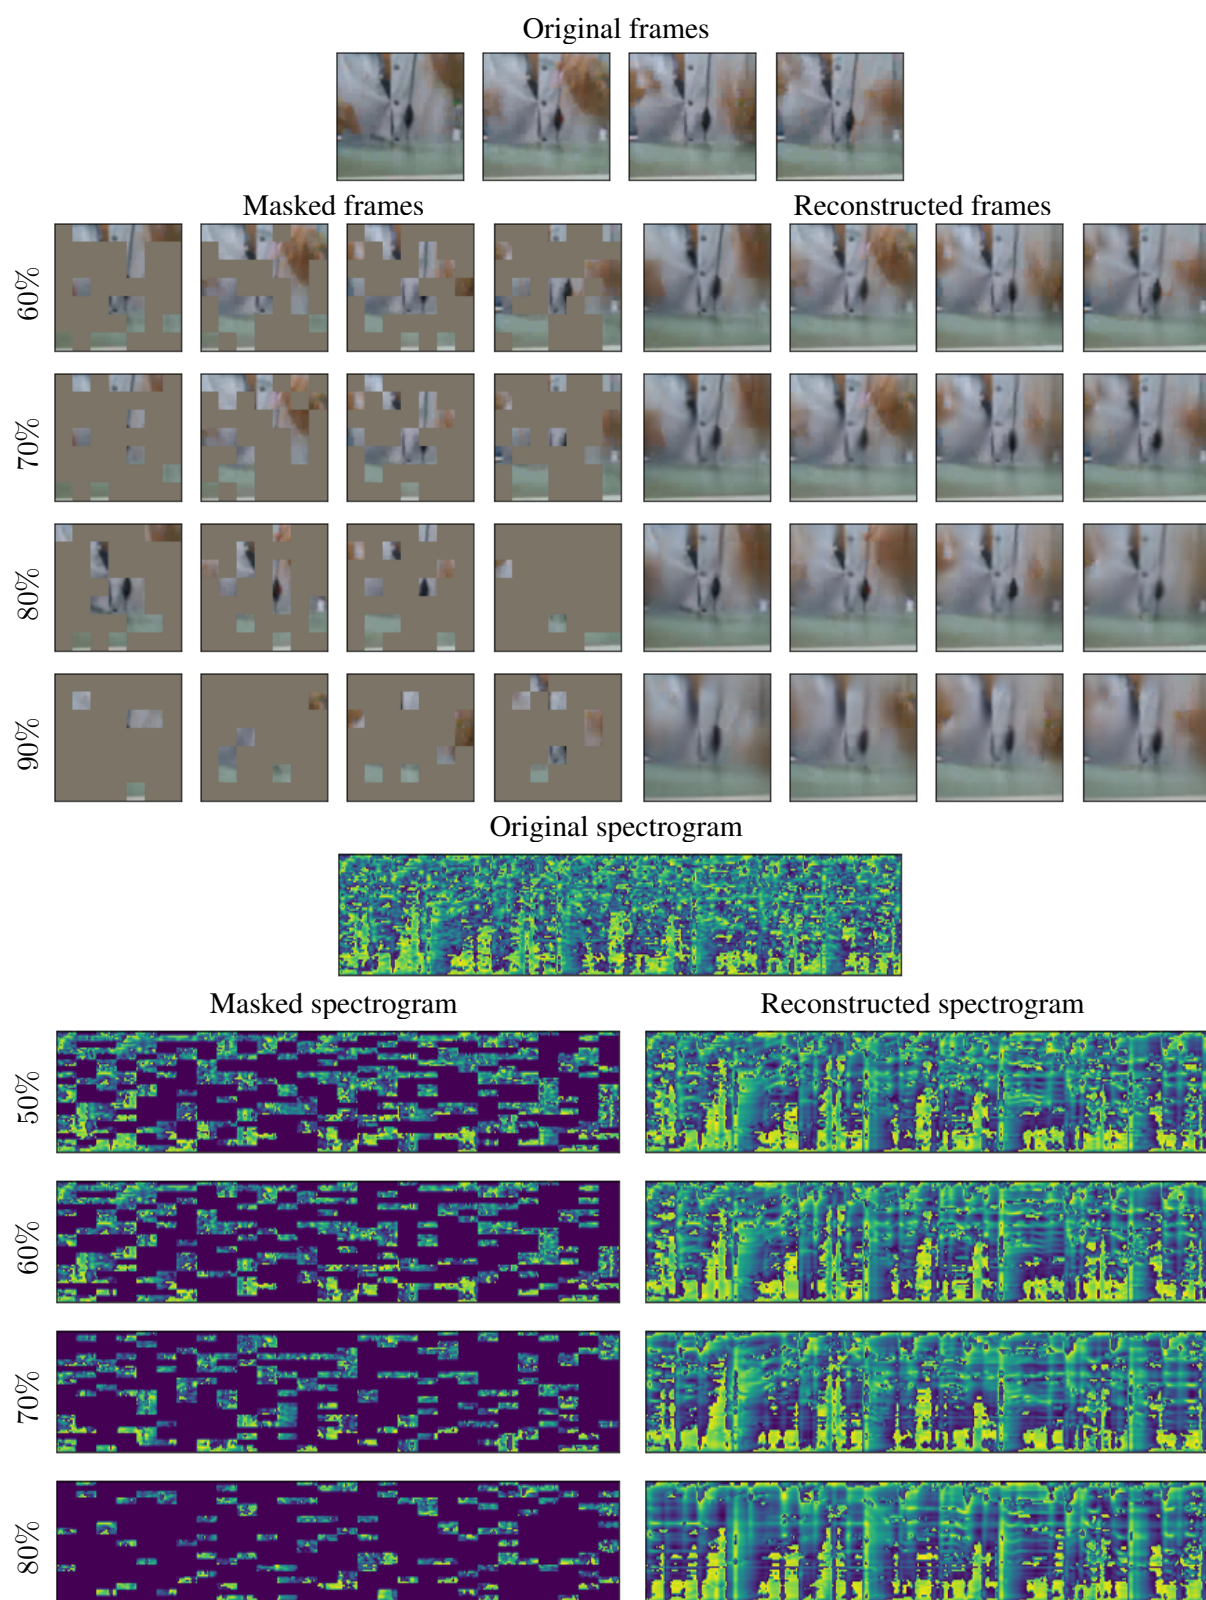 Original frames
Masked frames
Reconstructed frames
60%
70%
80%
90%
Original spectrogram
Masked spectrogram
Reconstructed spectrogram
50%
60%
70%
80%